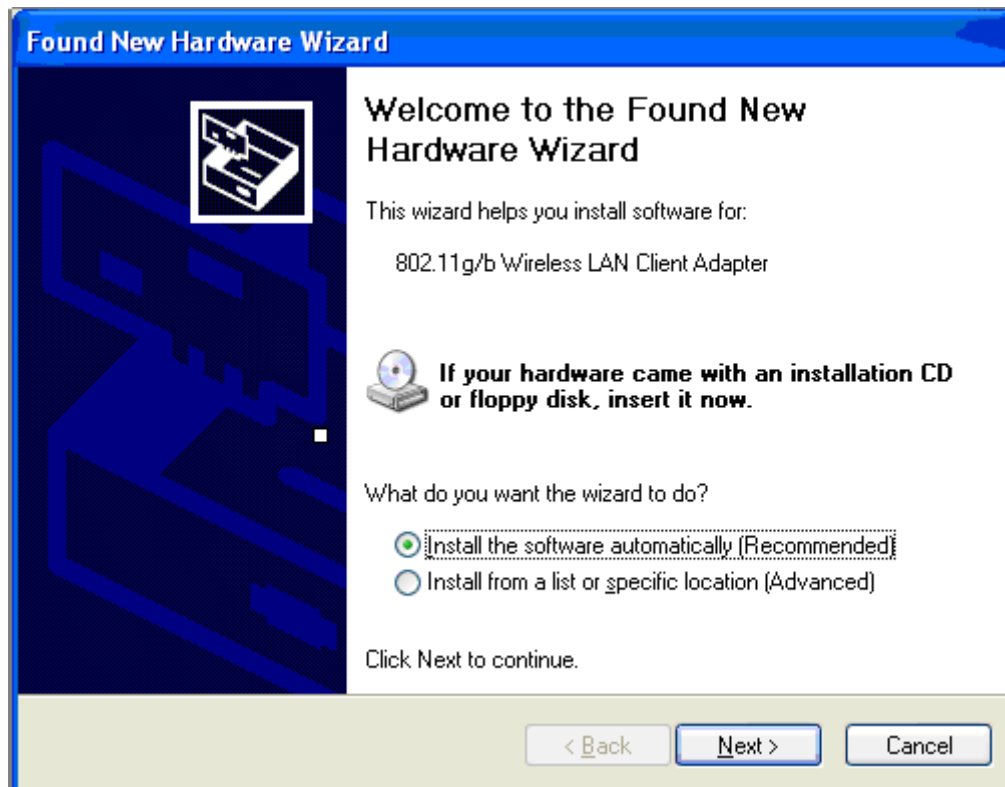 Found New Hardware Wizard
Welcome to the Found New
Hardware Wizard
This wizard helps you install software for:
802.11g/b Wireless LAN Client Adapter
If your hardware came with an installation CD
or floppy disk, insert it now.
What do you want the wizard to do?
Install the software automatically (Recommended)
Install from a list or specific location (Advanced)
Click Next to continue.
< Back Next > Cancel